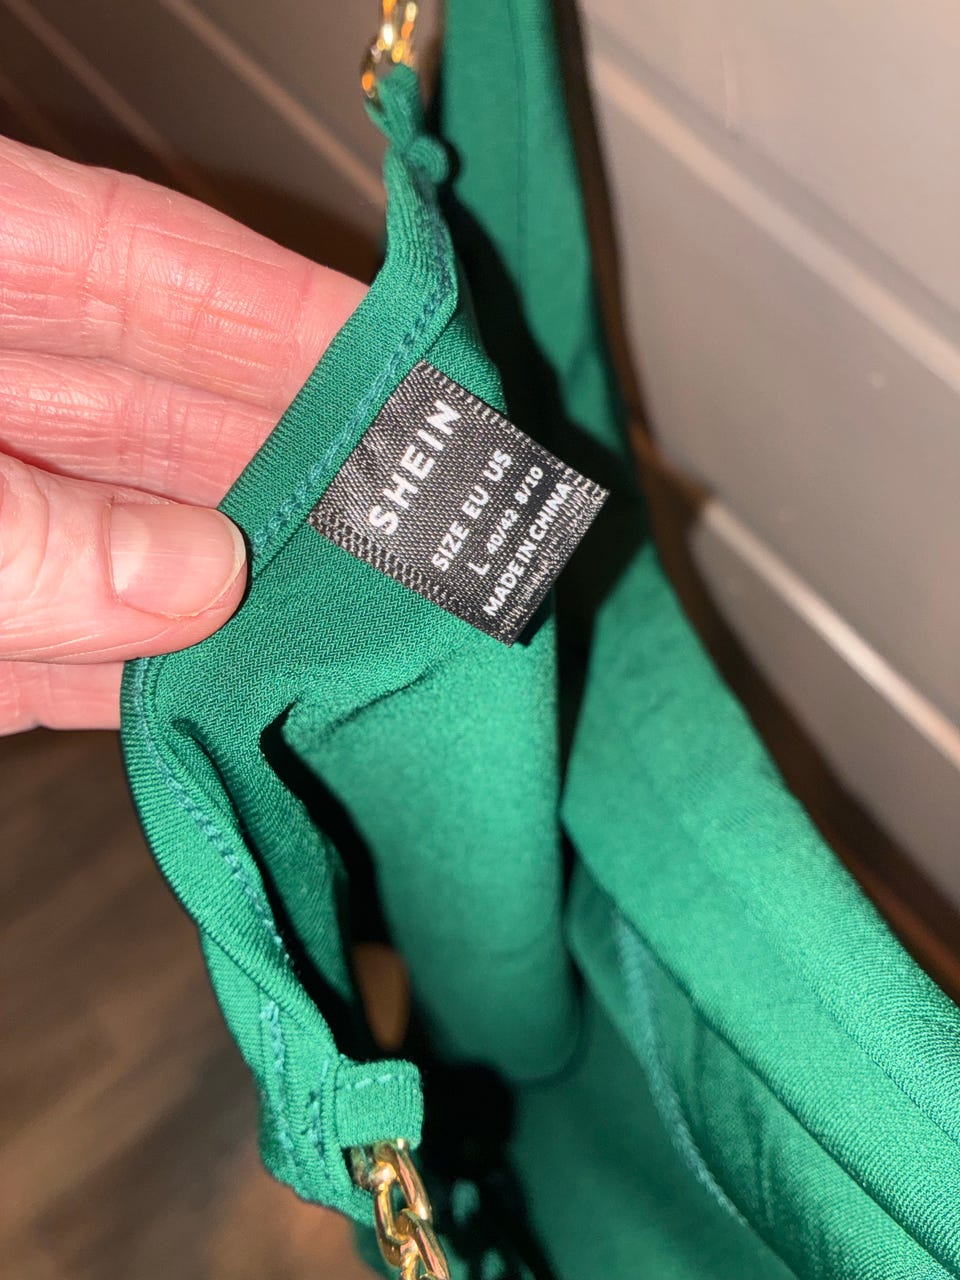 SHEIN
SIZE EU US
L 40/42 8/10
MADE IN CHINA